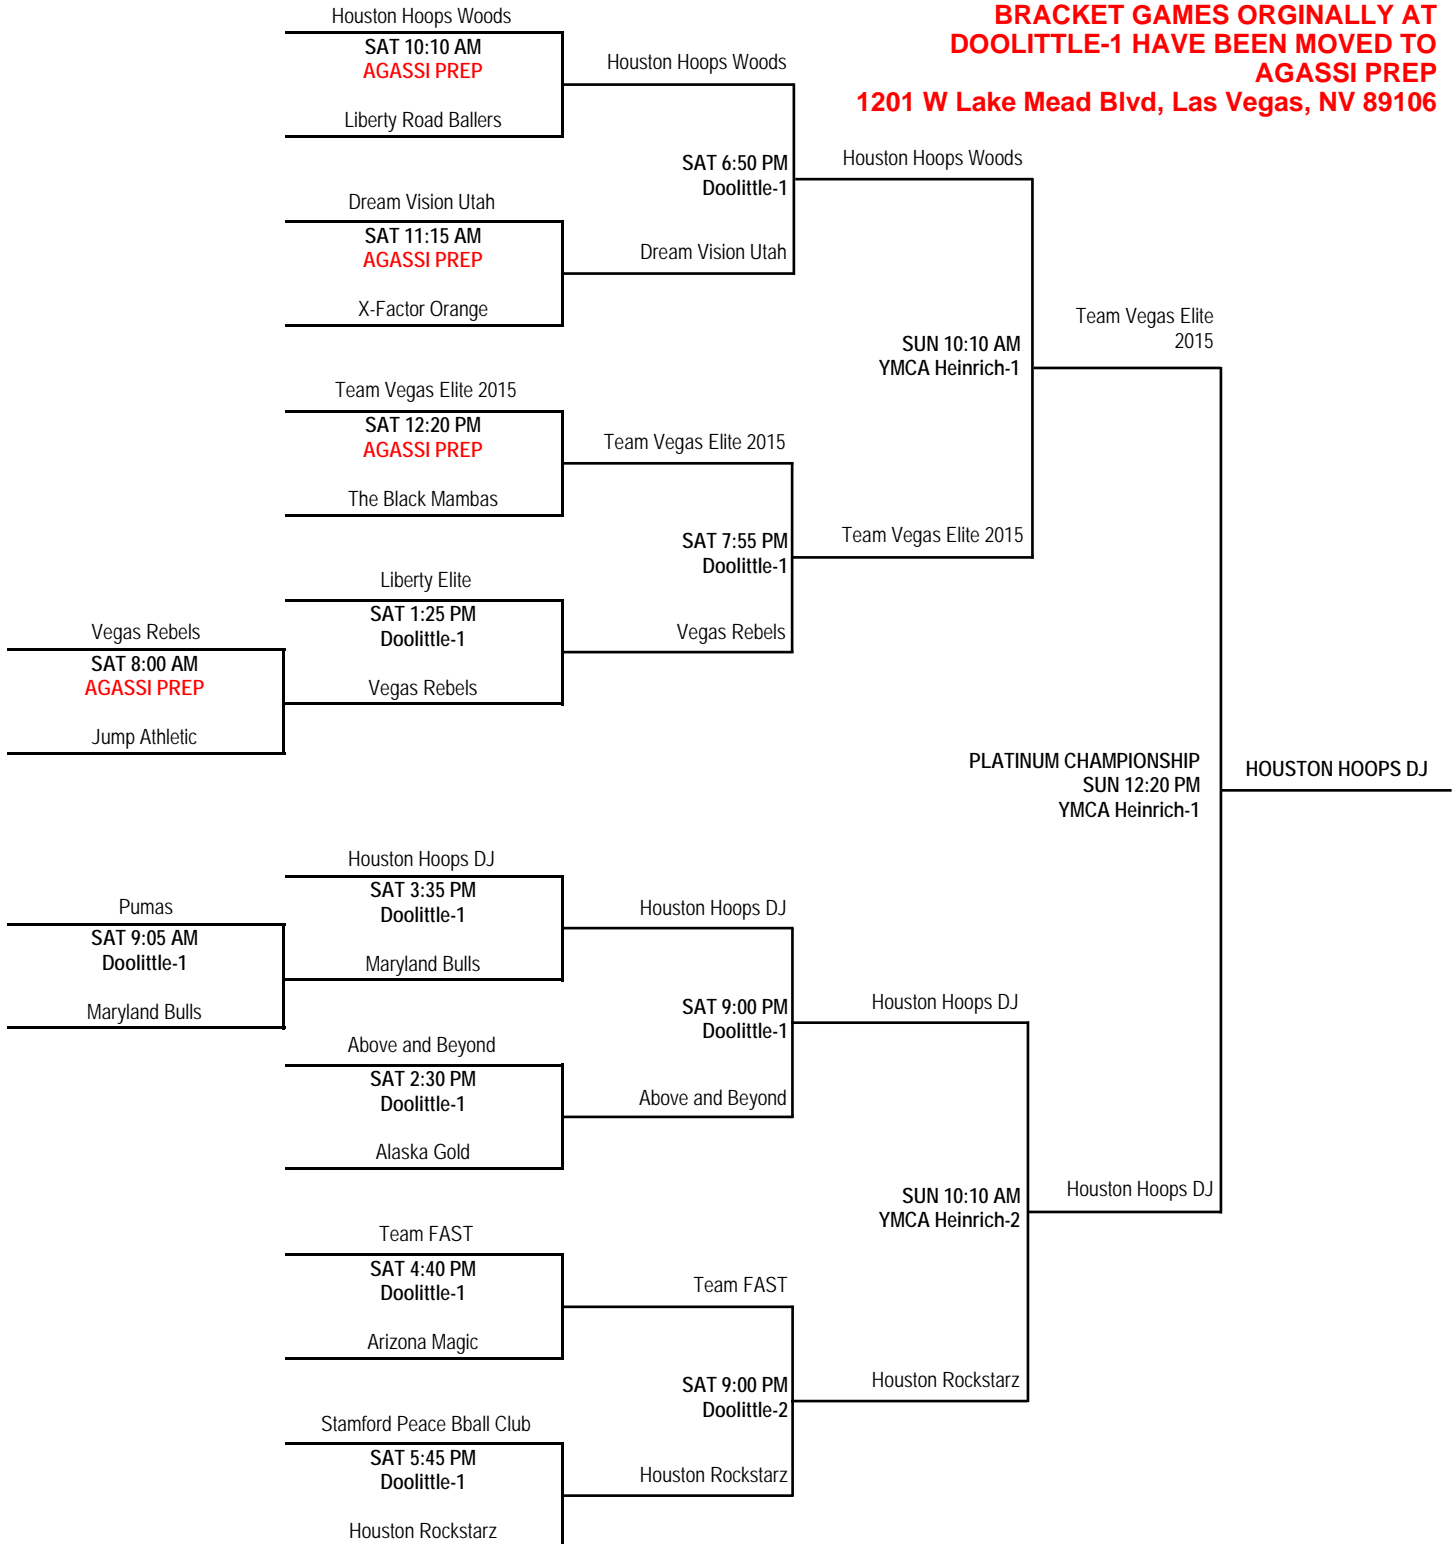 BRACKET GAMES ORGINALLY AT
DOOLITTLE-1 HAVE BEEN MOVED TO
AGASSI PREP
1201 W Lake Mead Blvd, Las Vegas, NV 89106
Houston Hoops Woods
SAT 10:10 AM
AGASSI PREP
Liberty Road Ballers
Houston Hoops Woods
SAT 6:50 PM
Doolittle-1
Houston Hoops Woods
Dream Vision Utah
SAT 11:15 AM
AGASSI PREP
X-Factor Orange
Dream Vision Utah
SUN 10:10 AM
YMCA Heinrich-1
Team Vegas Elite
2015
Team Vegas Elite 2015
SAT 12:20 PM
AGASSI PREP
The Black Mambas
Team Vegas Elite 2015
SAT 7:55 PM
Doolittle-1
Team Vegas Elite 2015
Liberty Elite
SAT 1:25 PM
Doolittle-1
Vegas Rebels
Vegas Rebels
Vegas Rebels
SAT 8:00 AM
AGASSI PREP
Jump Athletic
PLATINUM CHAMPIONSHIP
SUN 12:20 PM
YMCA Heinrich-1
HOUSTON HOOPS DJ
Houston Hoops DJ
SAT 3:35 PM
Doolittle-1
Maryland Bulls
Pumas
SAT 9:05 AM
Doolittle-1
Maryland Bulls
Houston Hoops DJ
SAT 9:00 PM
Doolittle-1
Houston Hoops DJ
Above and Beyond
SAT 2:30 PM
Doolittle-1
Alaska Gold
Above and Beyond
SUN 10:10 AM
YMCA Heinrich-2
Houston Hoops DJ
Team FAST
SAT 4:40 PM
Doolittle-1
Arizona Magic
Team FAST
SAT 9:00 PM
Doolittle-2
Houston Rockstarz
Stamford Peace Bball Club
SAT 5:45 PM
Doolittle-1
Houston Rockstarz
Houston Rockstarz